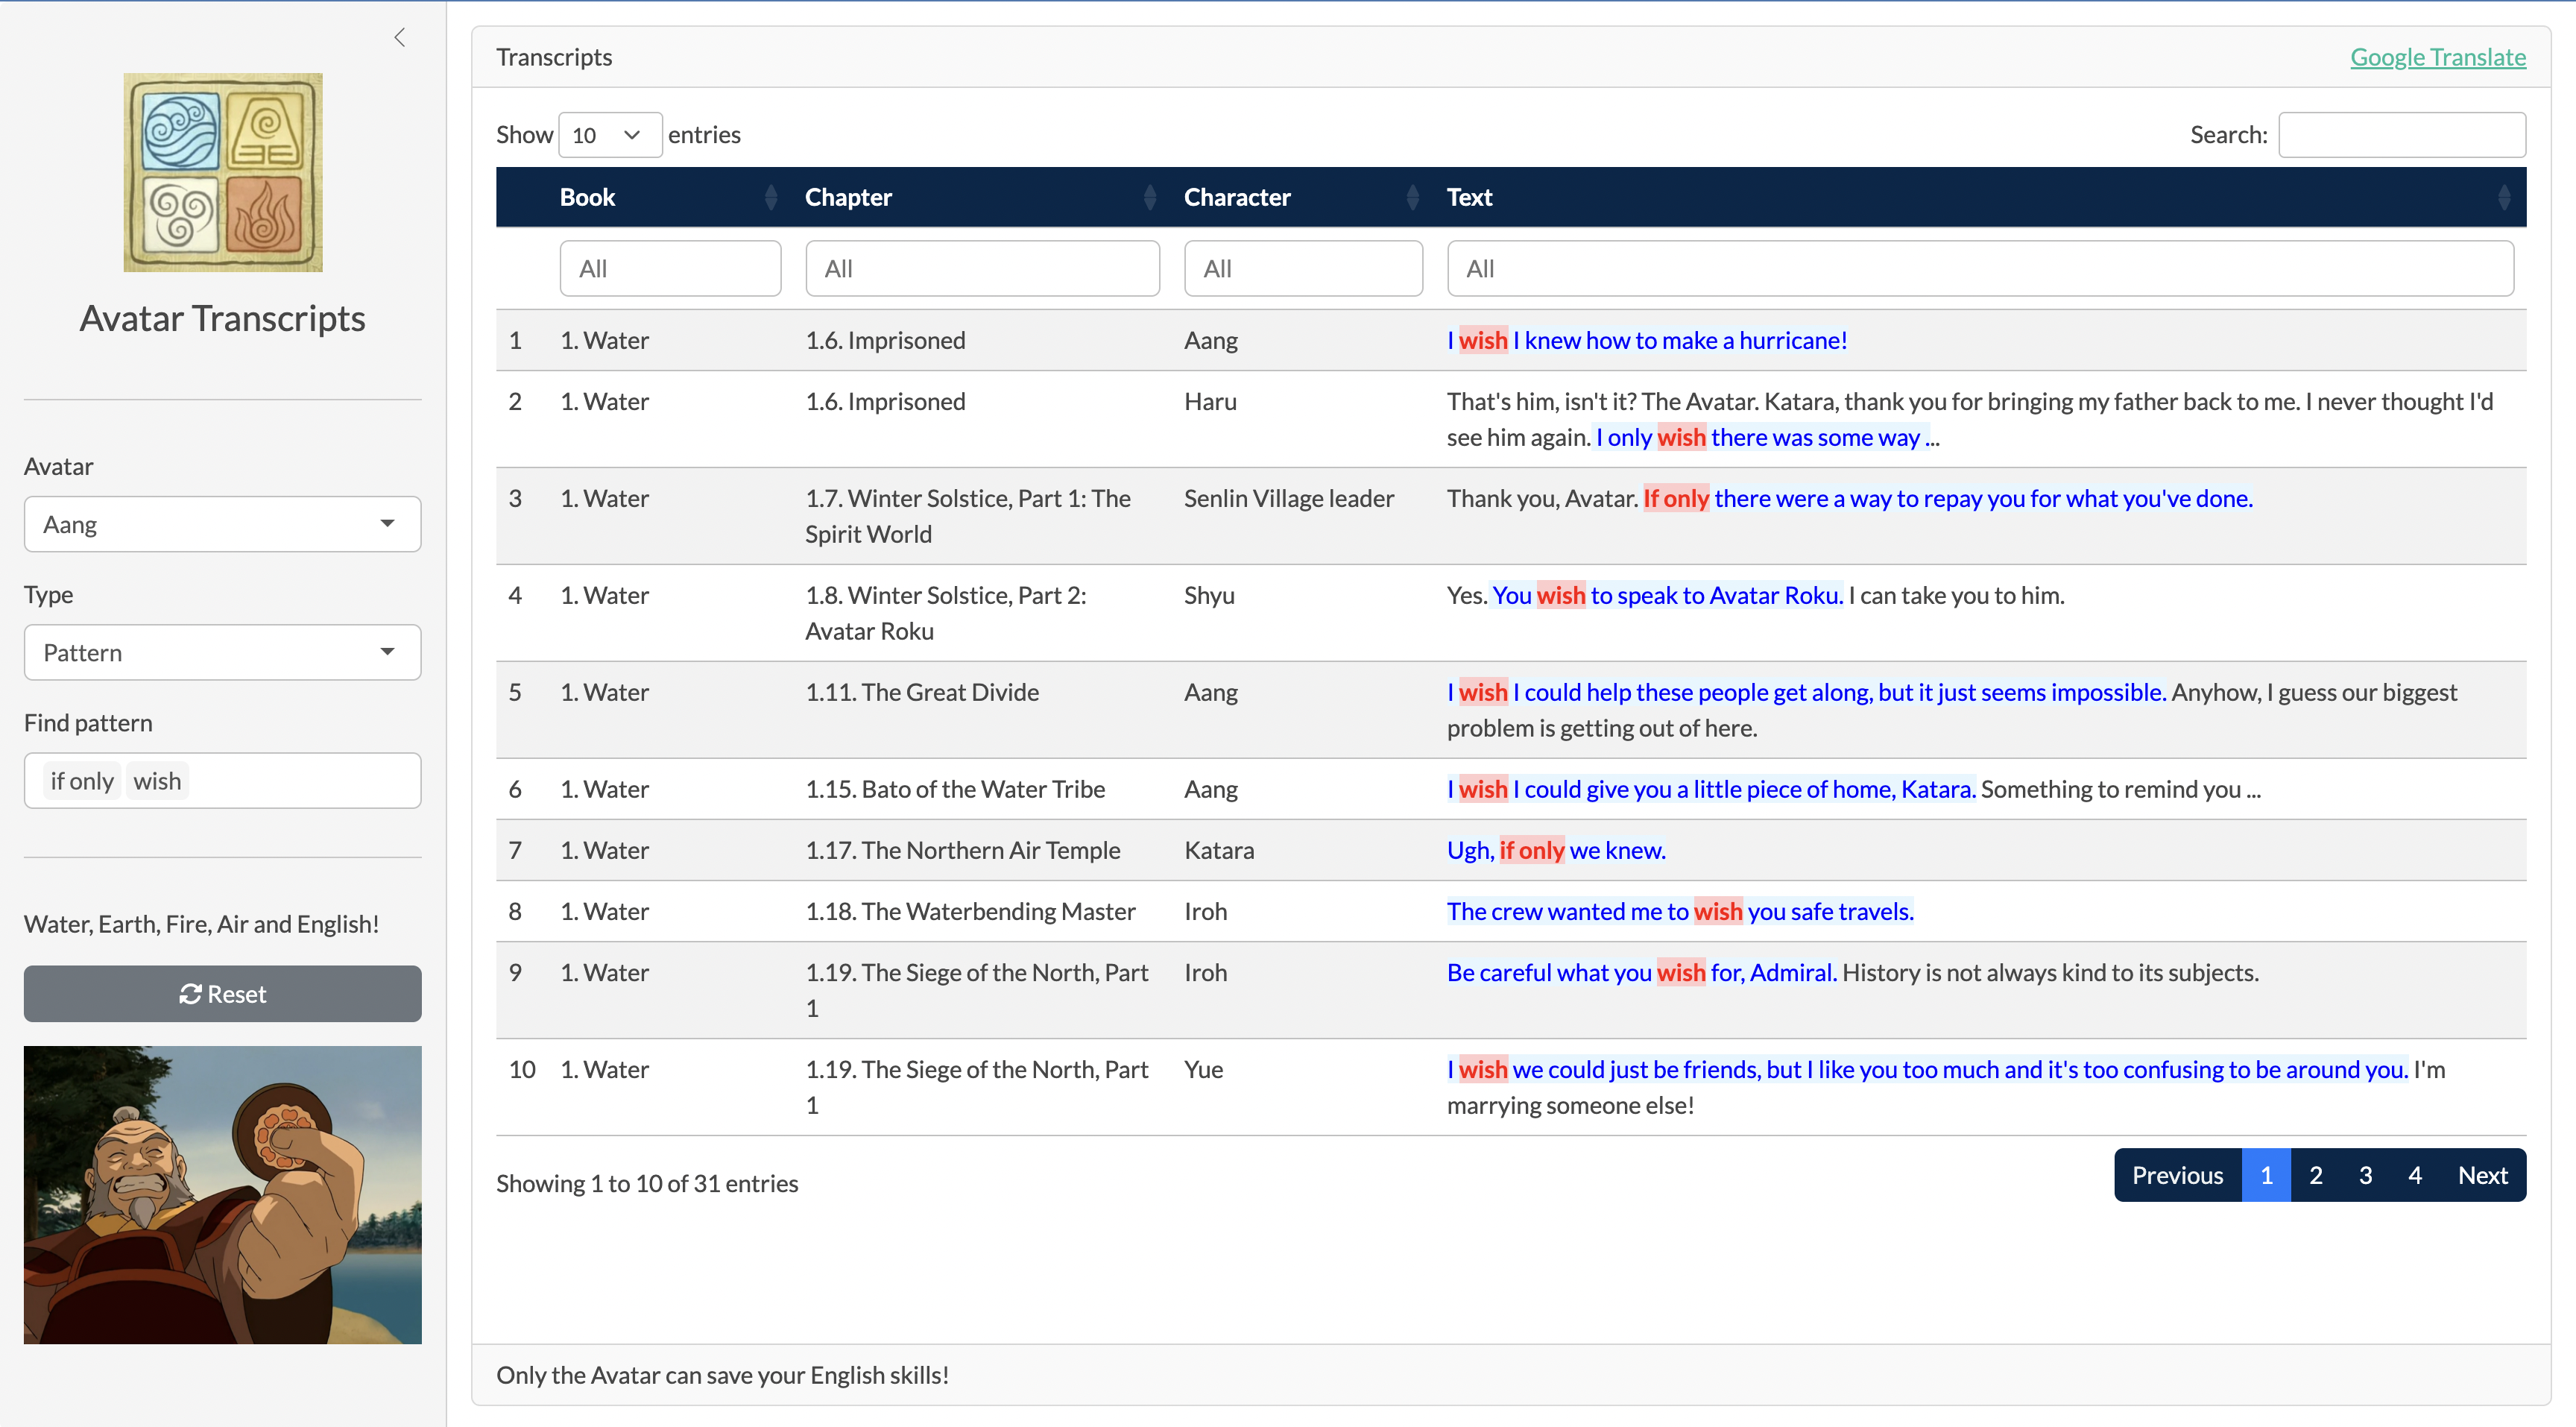 Avatar Transcripts
Avatar
Aang
Type
Pattern
Find pattern
if only wish
Water, Earth, Fire, Air and English!
Reset
Transcripts Google Translate
Show 10 entries Search:
Book Chapter Character Text
All All All All
1 1. Water 1.6. Imprisoned Aang I wish I knew how to make a hurricane!
2 1. Water 1.6. Imprisoned Haru That's him, isn't it? The Avatar. Katara, thank you for bringing my father back to me. I never thought I'd
see him again. I only wish there was some way ...
3 1. Water 1.7. Winter Solstice, Part 1: The Senlin Village leader Thank you, Avatar. If only there were a way to repay you for what you've done.
Spirit World
4 1. Water 1.8. Winter Solstice, Part 2: Shyu Yes. You wish to speak to Avatar Roku. I can take you to him.
Avatar Roku
5 1. Water 1.11. The Great Divide Aang I wish I could help these people get along, but it just seems impossible. Anyhow, I guess our biggest
problem is getting out of here.
6 1. Water 1.15. Bato of the Water Tribe Aang I wish I could give you a little piece of home, Katara. Something to remind you ...
7 1. Water 1.17. The Northern Air Temple Katara Ugh, if only we knew.
8 1. Water 1.18. The Waterbending Master Iroh The crew wanted me to wish you safe travels.
9 1. Water 1.19. The Siege of the North, Part Iroh Be careful what you wish for, Admiral. History is not always kind to its subjects.
1
10 1. Water 1.19. The Siege of the North, Part Yue I wish we could just be friends, but I like you too much and it's too confusing to be around you. I'm
1 marrying someone else!
Showing 1 to 10 of 31 entries Previous 1 2 3 4 Next
Only the Avatar can save your English skills!